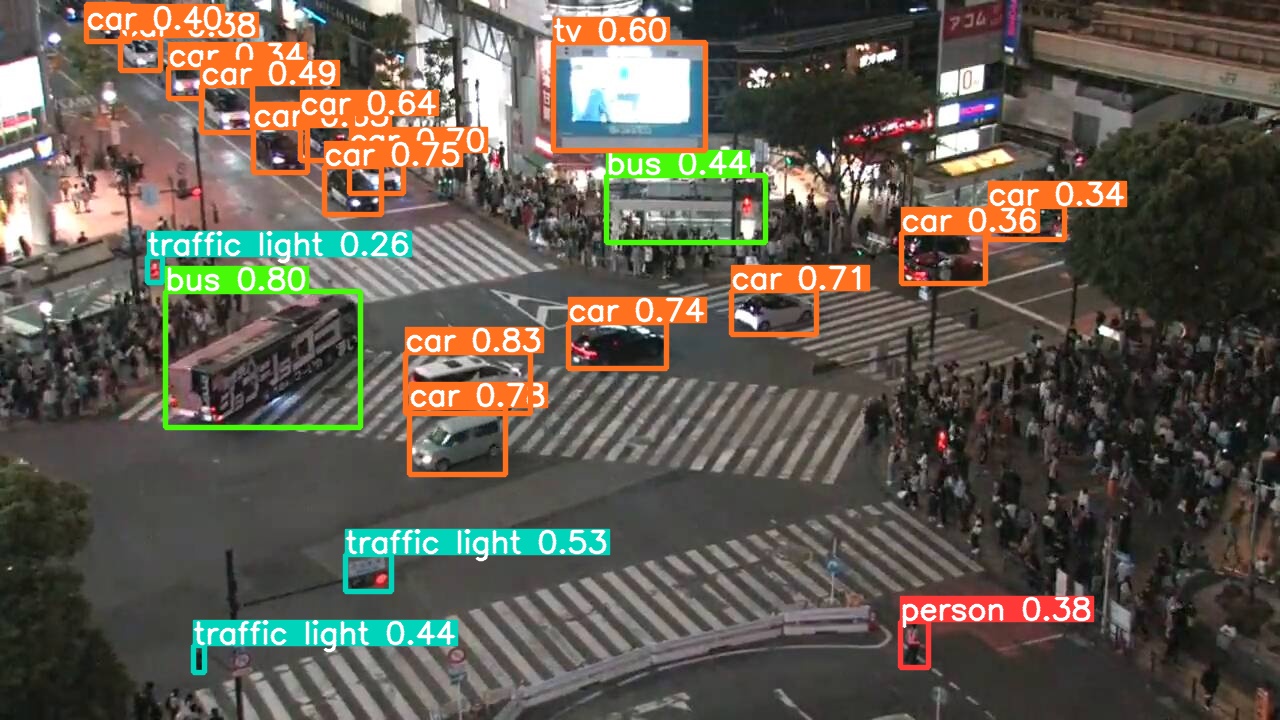 car 0.40
0.38
car 0.34
car 0.49
car 0.64
car
0.70
car 0.75
tv 0.60
bus 0.44
アコム
car 0.34
car 0.36
traffic light 0.26
bus 0.80
car 0.71
car 0.74
car 0.83
car 0.78
traffic light 0.53
traffic light 0.44
person 0.38